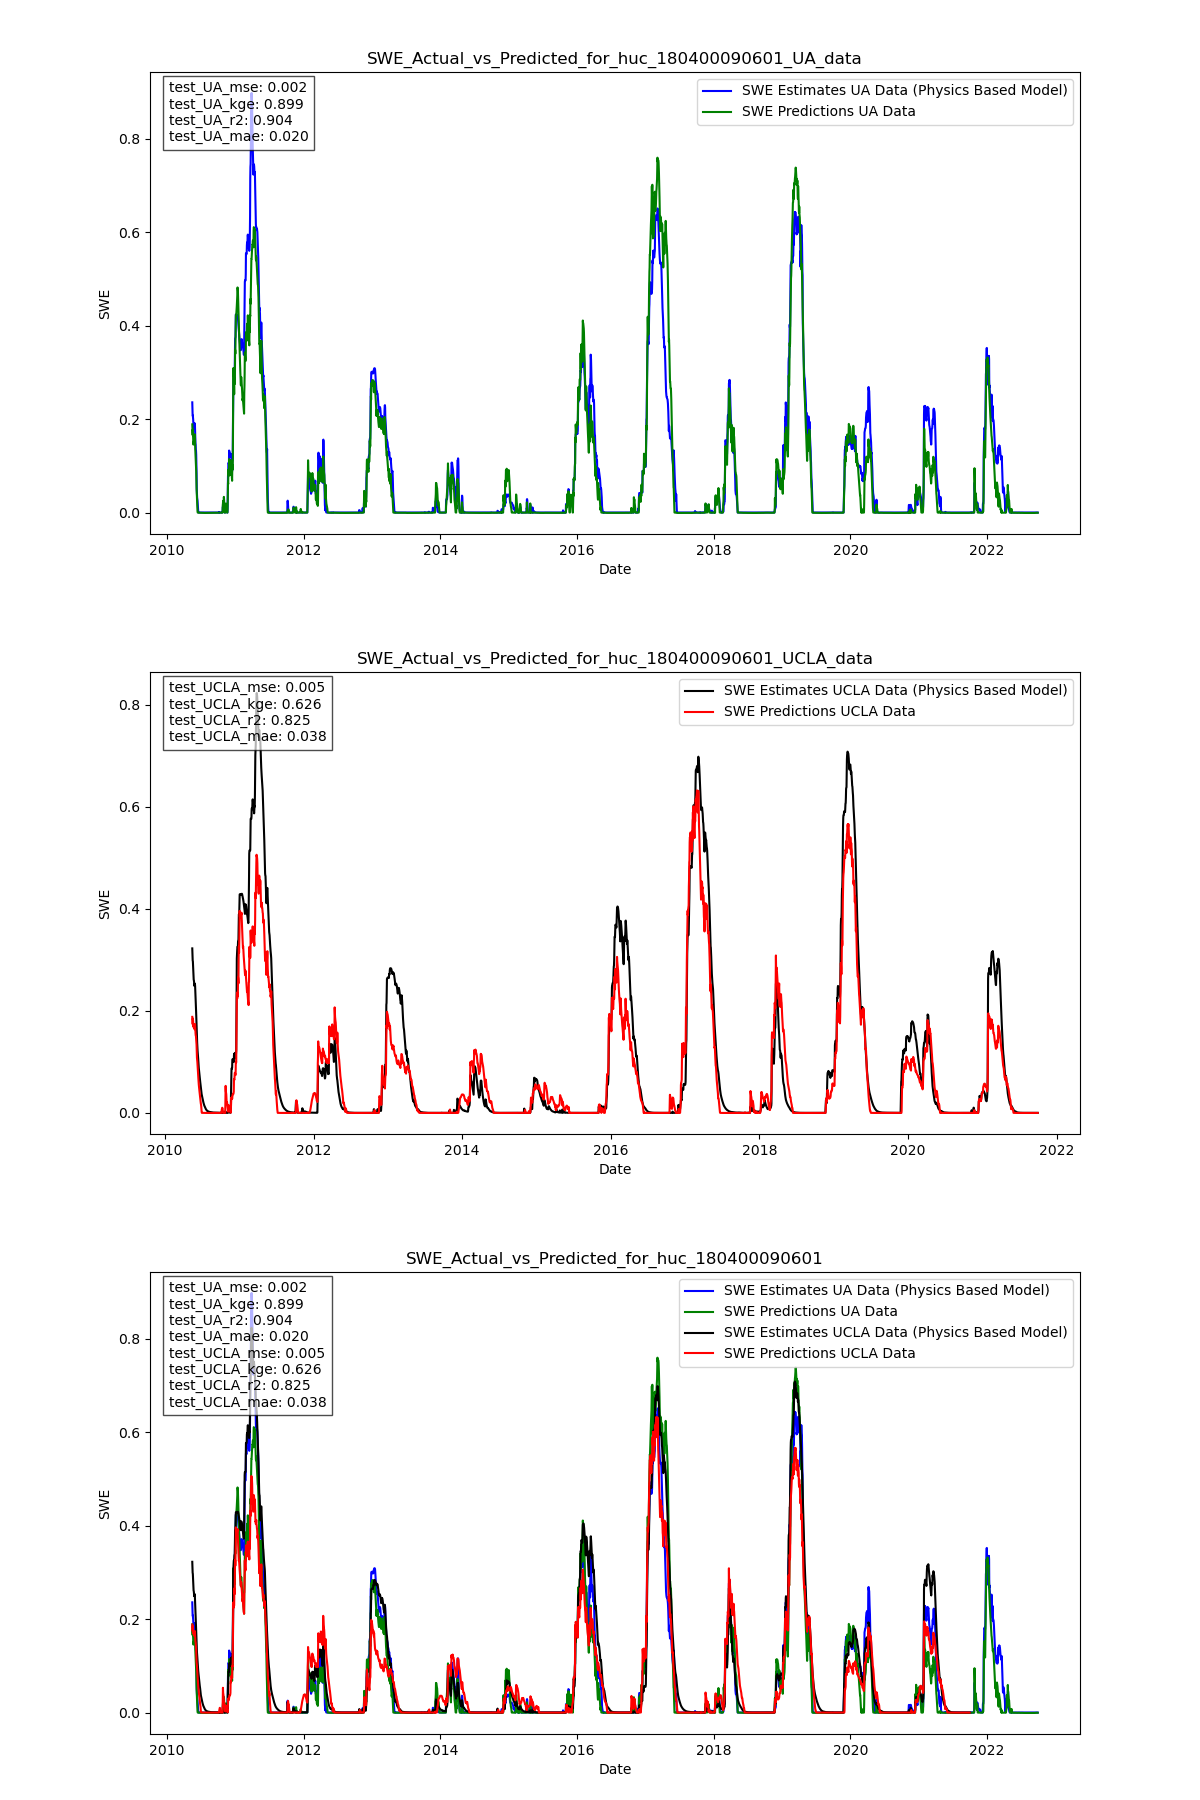 SWE_Actual_vs_Predicted_for_huc_180400090601_UA_data
test_UA_mse: 0.002
test_UA_kge: 0.899
test_UA_r2: 0.904
test_UA_mae: 0.020
SWE Estimates UA Data (Physics Based Model)
SWE Predictions UA Data
0.8
0.6
0.4
0.2
0.0
SWE
2010 2012 2014 2016 2018 2020 2022
Date
SWE_Actual_vs_Predicted_for_huc_180400090601_UCLA_data
test_UCLA_mse: 0.005
test_UCLA_kge: 0.626
test_UCLA_r2: 0.825
test_UCLA_mae: 0.038
SWE Estimates UCLA Data (Physics Based Model)
SWE Predictions UCLA Data
0.8
0.6
0.4
0.2
0.0
SWE
2010 2012 2014 2016 2018 2020 2022
Date
SWE_Actual_vs_Predicted_for_huc_180400090601
test_UA_mse: 0.002
test_UA_kge: 0.899
test_UA_r2: 0.904
test_UA_mae: 0.020
test_UCLA_mse: 0.005
test_UCLA_kge: 0.626
test_UCLA_r2: 0.825
test_UCLA_mae: 0.038
SWE Estimates UA Data (Physics Based Model)
SWE Predictions UA Data
SWE Estimates UCLA Data (Physics Based Model)
SWE Predictions UCLA Data
0.8
0.6
0.4
0.2
0.0
SWE
2010 2012 2014 2016 2018 2020 2022
Date